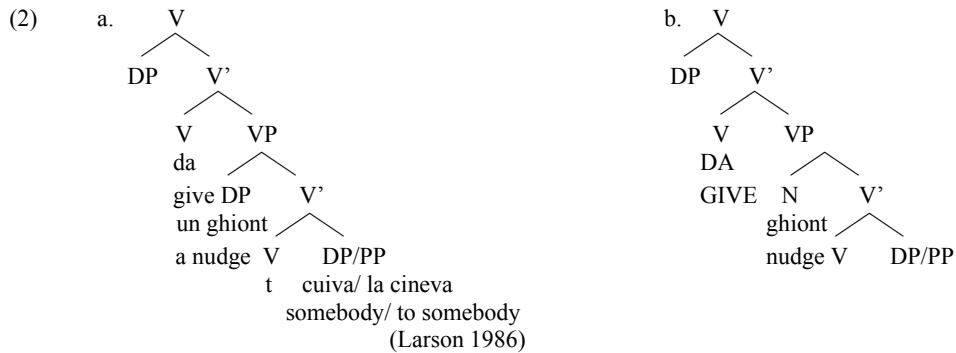 (2) a. V b. V
DP V’ DP V’
V VP V VP
da DA
give DP V’ GIVE N V’
un ghiont ghiont
a nudge V DP/PP nudge V DP/PP
t cuiva/ la cineva
somebody/ to somebody
(Larson 1986)